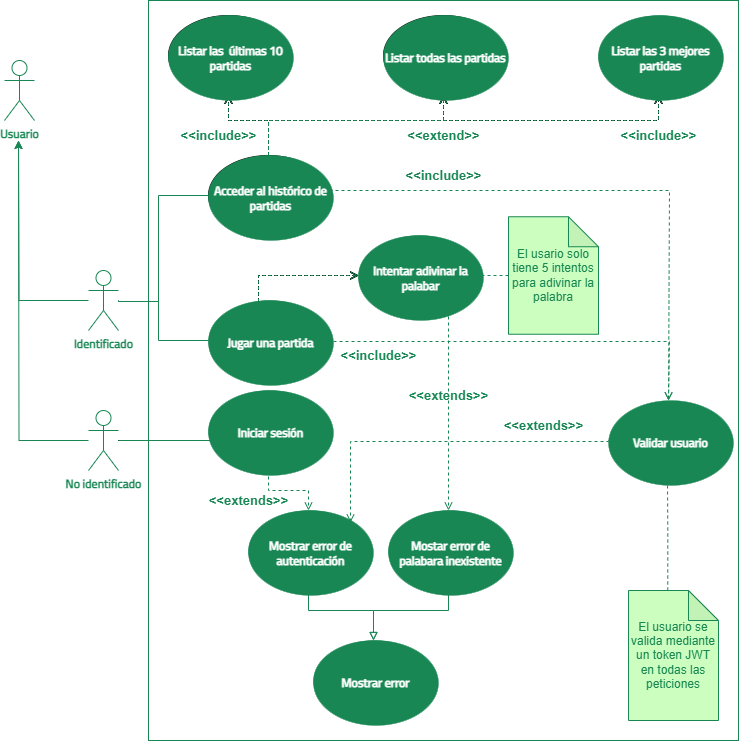 Listar las últimas 10
partidas
Listar todas las partidas
Listar las 3 mejores
partidas
Usuario
<<include>>
<<extend>>
<<include>>
<<include>>
Acceder al histórico de
partidas
Intentar adivinar la
palabar
El usario solo
tiene 5 intentos
para adivinar la
palabra
Identificado
Jugar una partida
<<include>>
<<extends>>
<<extends>>
Iniciar sesión
Validar usuario
No identificado
<<extends>>
Mostrar error de
autenticación
Mostar error de
palabara inexistente
El usuario se
valida mediante
un token JWT
en todas las
peticiones
Mostrar error